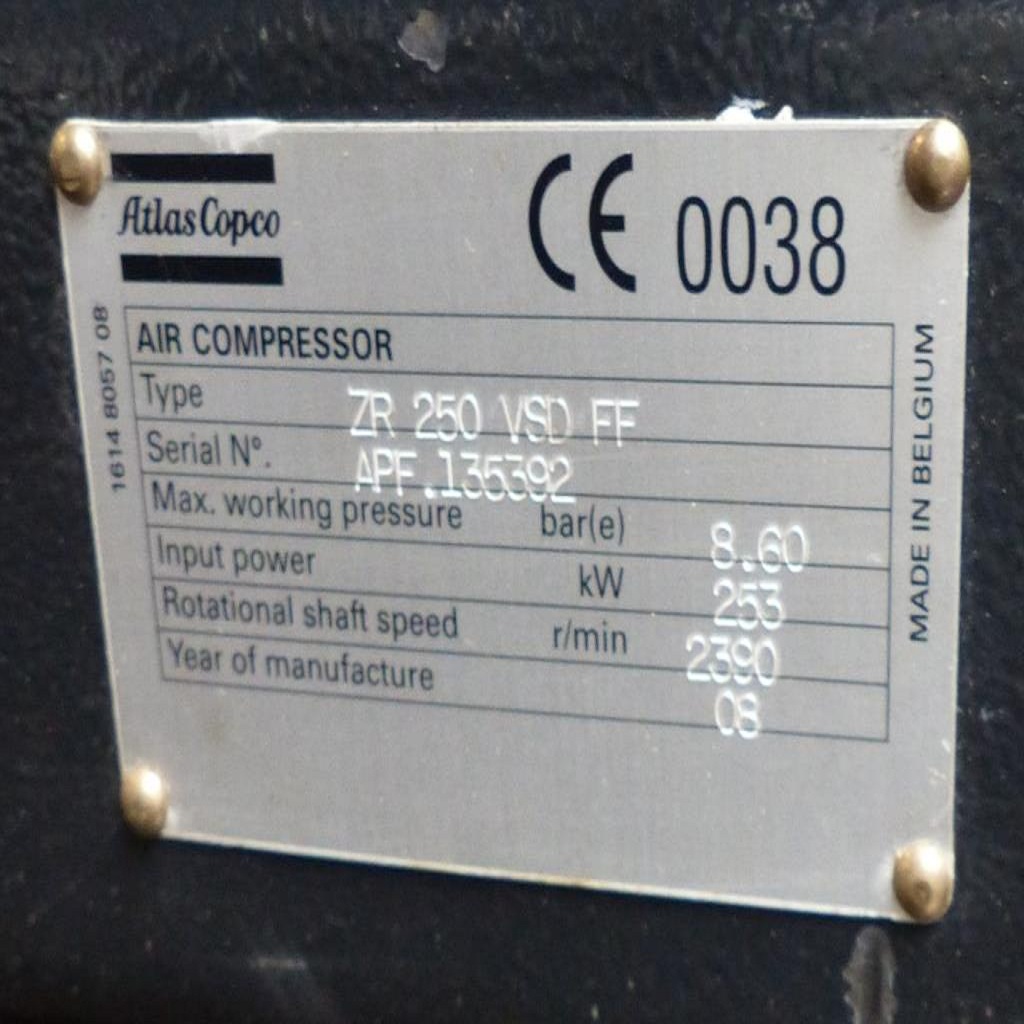 Atlas Copco
CE 0038
AIR COMPRESSOR
Type ZR 250 VSD FF
Serial N°. APF.135392
Max. working pressure bar(e) 8.60
Input power kW 253
Rotational shaft speed r/min 2390
Year of manufacture 08
1614 8057 08
MADE IN BELGIUM